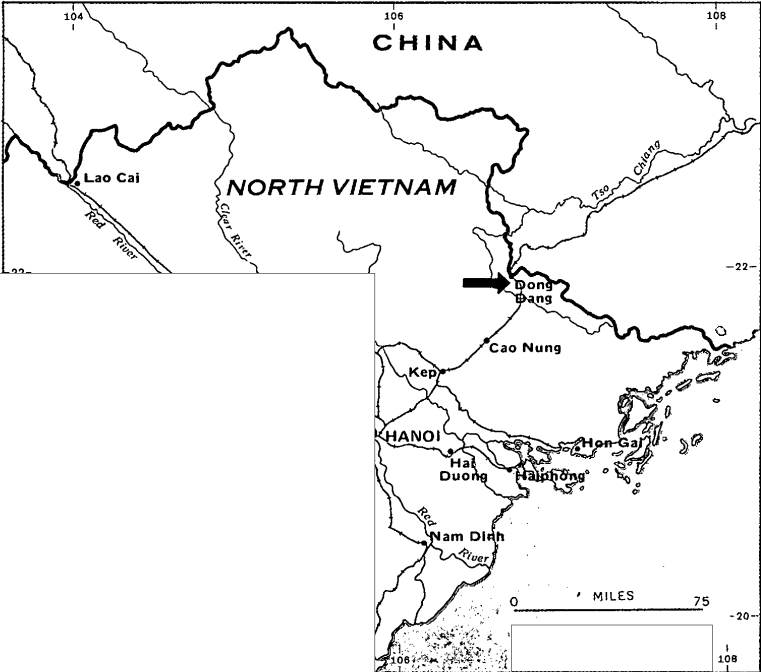 104
106
108
CHINA
Lao Cai
Tso Chiang
NORTH VIETNAM
Red River
Clear River
22
22
Dong
Dang
Cao Nung
Kep
HANOI
Hon Gai
Hai
Duong
Haiphong
Red River
Nam Dinh
0 MILES 75
20
106
108